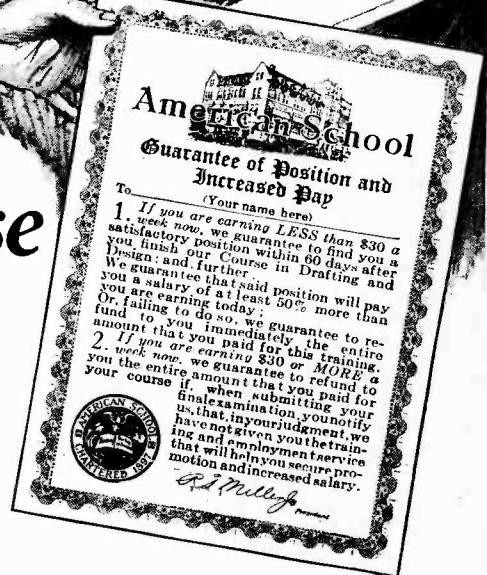 se
American School
Guarantee of Position and
Increased Pay
To
(Your name here)
1. If you are earning LESS than $30 a
week now, we guarantee to find you a
satisfactory position within 60 days after
you finish our Course in Drafting and
Design: and, further,
We guarantee that said position will pay
you a salary of at least 50% more than
you are earning today;
Or, failing to do so, we guarantee to re-
fund to you immediately the entire
amount that you paid for this training.
2. If you are earning $30 or MORE a
week now, we guarantee to refund to
you the entire amount that you paid for
your course if, when submitting your
final examination, you notify
us, that, in your judgment, we
have not given you the train-
ing and employment service
that will help you secure pro-
motion and increased salary.
AMERICAN SCHOOL
CHARTERED 1897
President